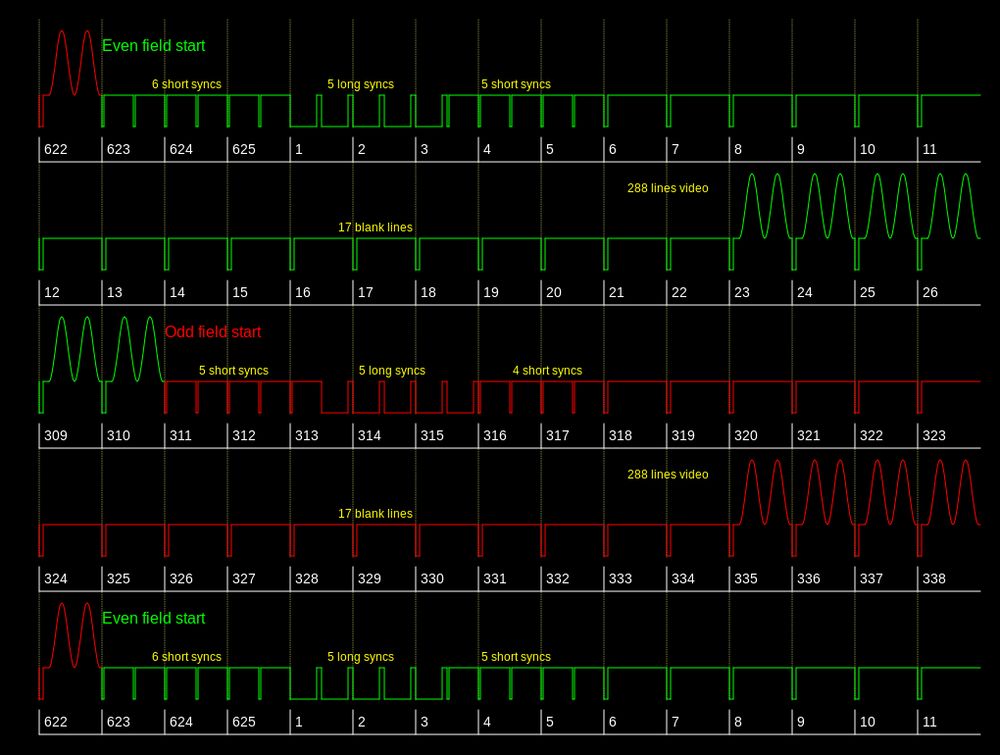 Even field start
6 short syncs 5 long syncs 5 short syncs
622 623 624 625 1 2 3 4 5 6 7 8 9 10 11
288 lines video
17 blank lines
12 13 14 15 16 17 18 19 20 21 22 23 24 25 26
Odd field start
5 short syncs 5 long syncs 4 short syncs
309 310 311 312 313 314 315 316 317 318 319 320 321 322 323
288 lines video
17 blank lines
324 325 326 327 328 329 330 331 332 333 334 335 336 337 338
Even field start
6 short syncs 5 long syncs 5 short syncs
622 623 624 625 1 2 3 4 5 6 7 8 9 10 11